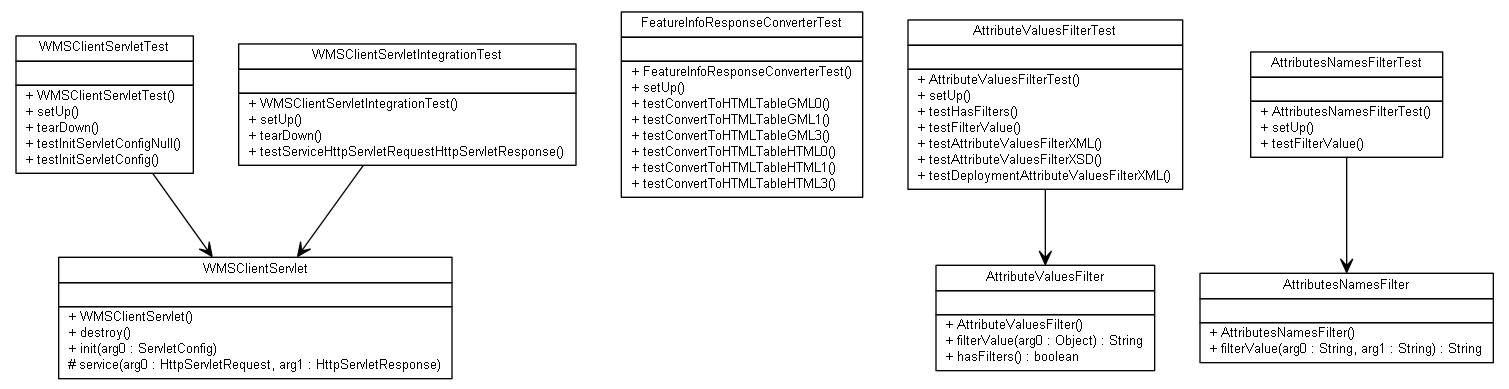 WMSClientServletTest
+ WMSClientServletTest()
+ setUp()
+ tearDown()
+ testInitServletConfigNull()
+ testInitServletConfig()
WMSClientServletIntegrationTest
+ WMSClientServletIntegrationTest()
+ setUp()
+ tearDown()
+ testServiceHttpServletRequestHttpServletResponse()
FeatureInfoResponseConverterTest
+ FeatureInfoResponseConverterTest()
+ setUp()
+ testConvertToHTMLTableGML0()
+ testConvertToHTMLTableGML1()
+ testConvertToHTMLTableGML3()
+ testConvertToHTMLTableHTML0()
+ testConvertToHTMLTableHTML1()
+ testConvertToHTMLTableHTML3()
AttributeValuesFilterTest
+ AttributeValuesFilterTest()
+ setUp()
+ testHasFilters()
+ testFilterValue()
+ testAttributeValuesFilterXML()
+ testAttributeValuesFilterXSD()
+ testDeploymentAttributeValuesFilterXML()
AttributesNamesFilterTest
+ AttributesNamesFilterTest()
+ setUp()
+ testFilterValue()
WMSClientServlet
+ WMSClientServlet()
+ destroy()
+ init(arg0 : ServletConfig)
# service(arg0 : HttpServletRequest, arg1 : HttpServletResponse)
AttributeValuesFilter
+ AttributeValuesFilter()
+ filterValue(arg0 : Object) : String
+ hasFilters() : boolean
AttributesNamesFilter
+ AttributesNamesFilter()
+ filterValue(arg0 : String, arg1 : String) : String